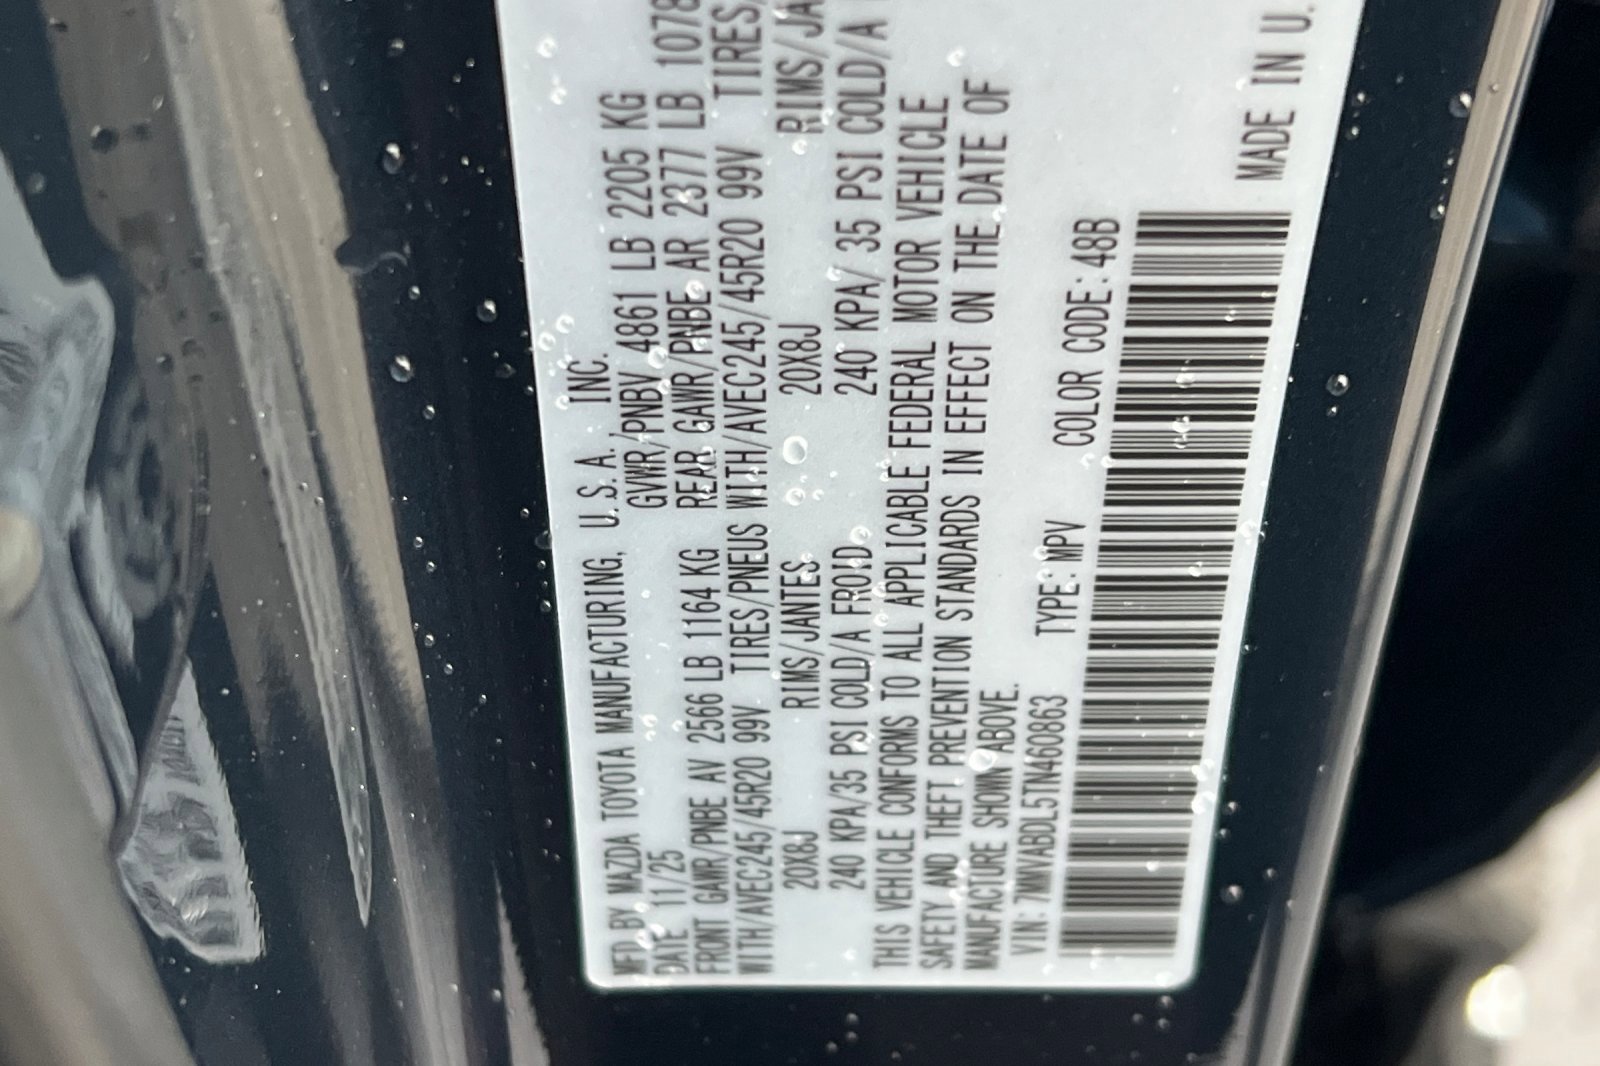 MFD. BY MAZDA TOYOTA MANUFACTURING, U.S.A., INC.
DATE 11/25 GVWR/PNBV 4861 LB 2205 KG
FRONT GAWR/PNBE AV 2566 LB 1164 KG REAR GAWR/PNBE AR 2377 LB 1078
WITH/AVEC245/45R20 99V TIRES/PNEUS WITH/AVEC245/45R20 99V TIRES/
20X8J RIMS/JANTES 20X8J RIMS/JA
240 KPA/35 PSI COLD/A FROID 240 KPA/ 35 PSI COLD/A
THIS VEHICLE CONFORMS TO ALL APPLICABLE FEDERAL MOTOR VEHICLE
SAFETY AND THEFT PREVENTION STANDARDS IN EFFECT ON THE DATE OF
MANUFACTURE SHOWN ABOVE.
VIN: 7MMVABDL5TN460863 TYPE: MPV COLOR CODE: 48B
MADE IN U.